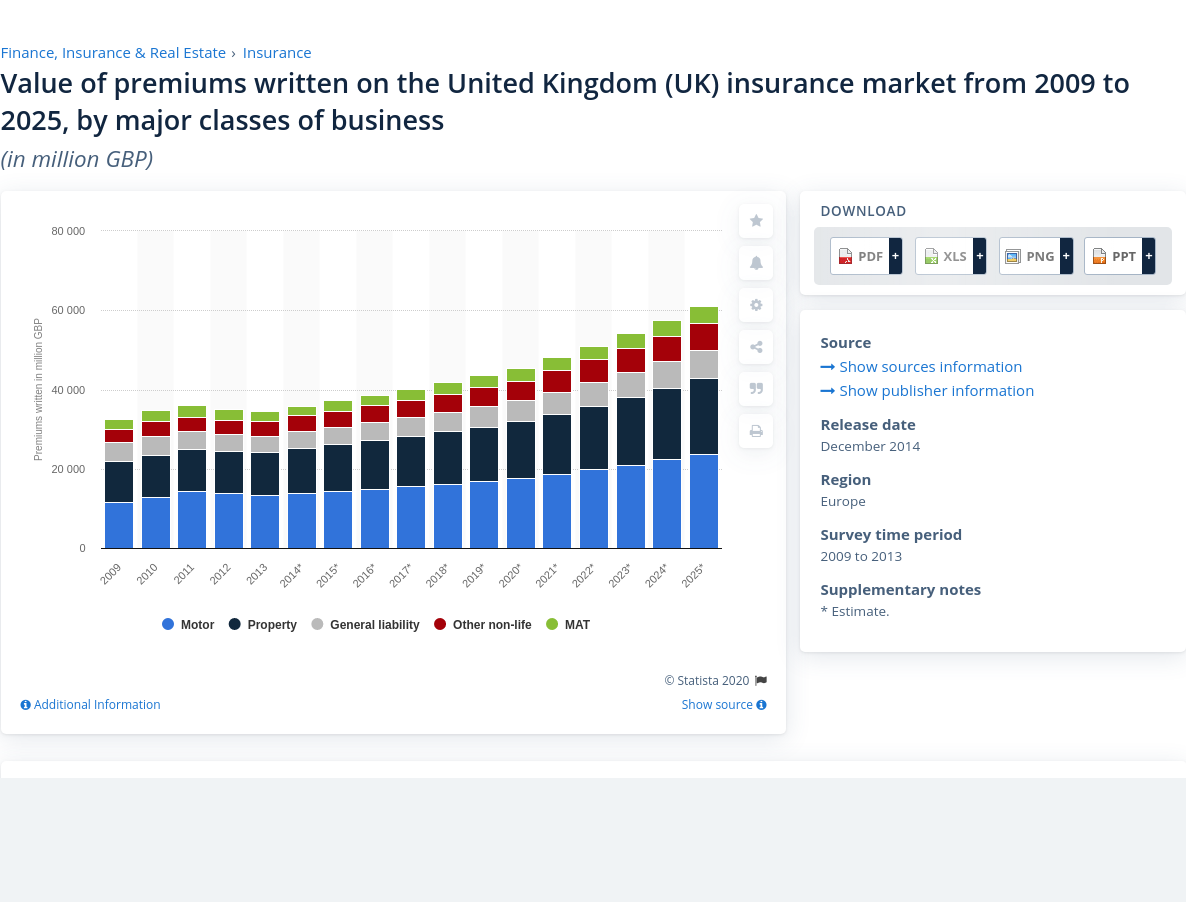 Finance, Insurance & Real Estate › Insurance
Value of premiums written on the United Kingdom (UK) insurance market from 2009 to
2025, by major classes of business
(in million GBP)
80 000
60 000
40 000
20 000
0
Premiums written in million GBP
2009
2010
2011
2012
2013
2014*
2015*
2016*
2017*
2018*
2019*
2020*
2021*
2022*
2023*
2024*
2025*
Motor
Property
General liability
Other non-life
MAT
© Statista 2020
Additional Information
Show source
DOWNLOAD
PDF +
XLS +
PNG +
PPT +
Source
Show sources information
Show publisher information
Release date
December 2014
Region
Europe
Survey time period
2009 to 2013
Supplementary notes
* Estimate.